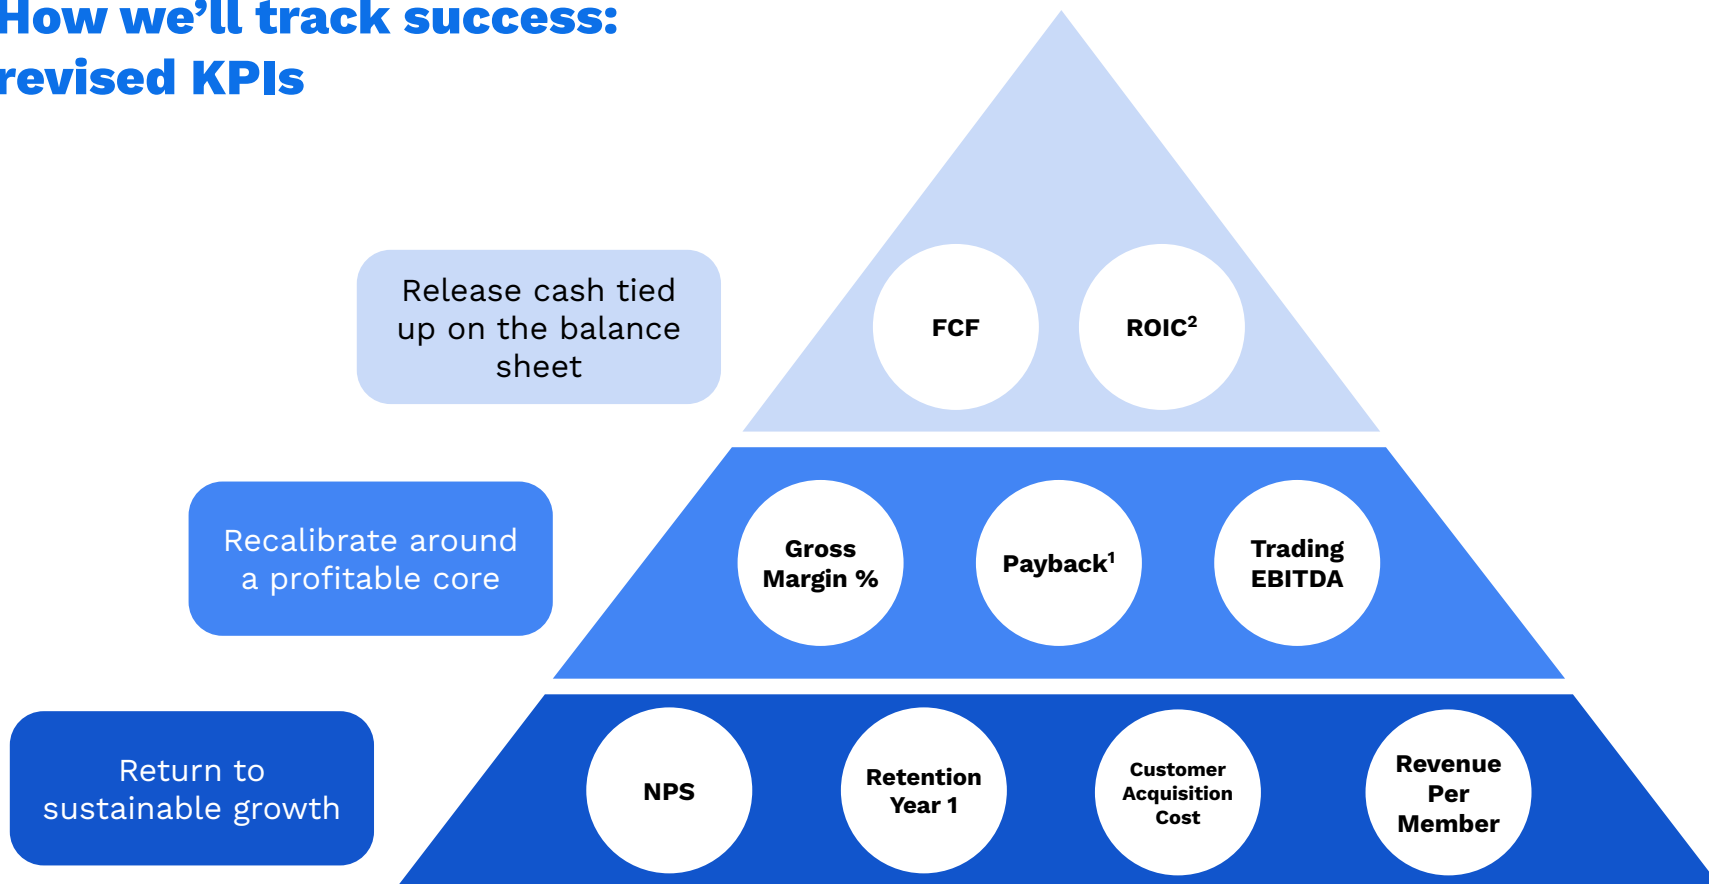 How we’ll track success:
revised KPIs
Release cash tied
up on the balance
sheet
FCF
ROIC²
Recalibrate around
a profitable core
Gross
Margin %
Payback¹
Trading
EBITDA
Return to
sustainable growth
NPS
Retention
Year 1
Customer
Acquisition
Cost
Revenue
Per
Member